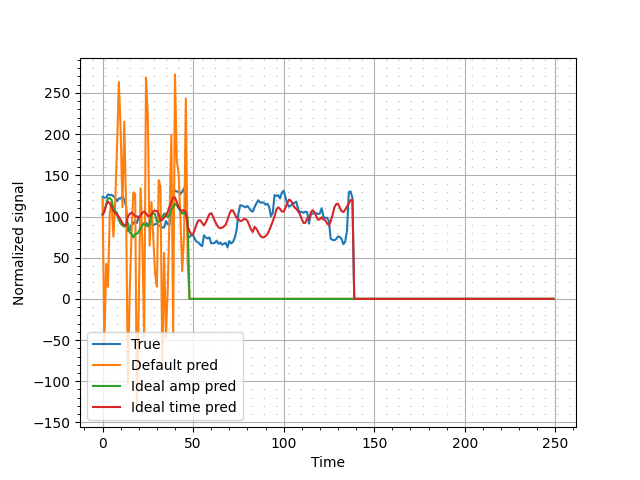 Normalized signal
250
200
150
100
50
0
−50
−100
−150
True
Default pred
Ideal amp pred
Ideal time pred
0 50 100 150 200 250
Time